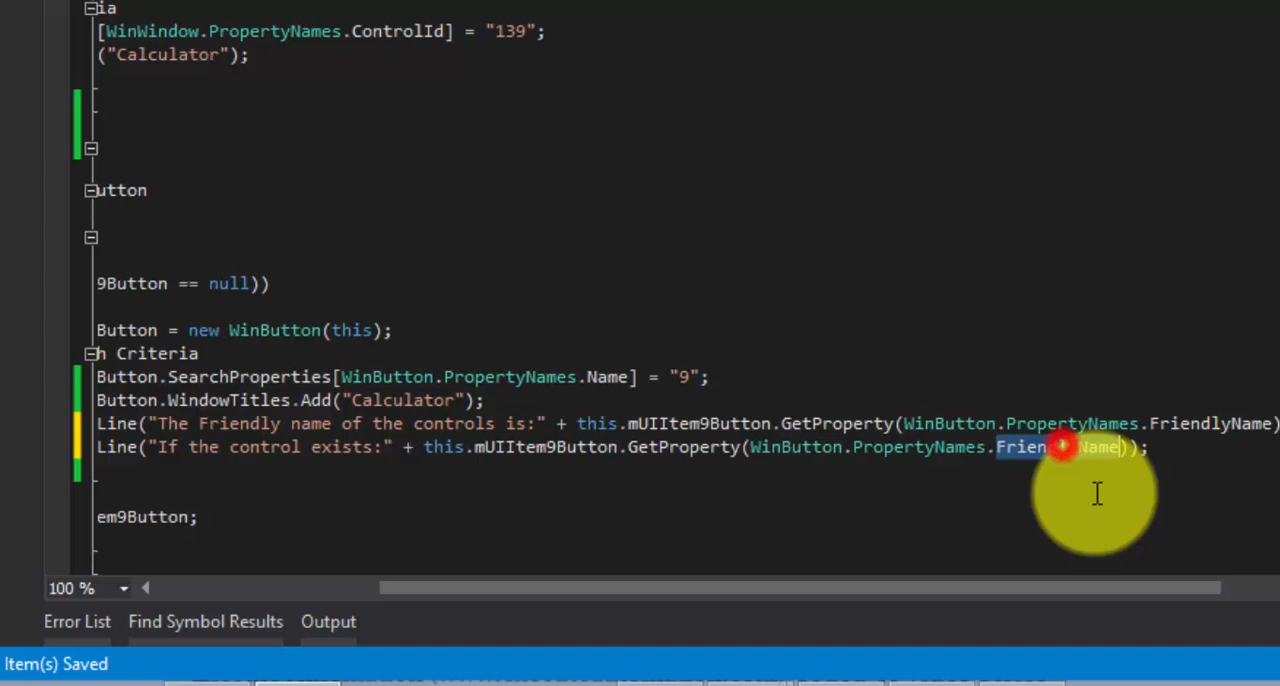 ia
[WinWindow.PropertyNames.ControlId] = "139";
("Calculator");
utton
9Button == null))
Button = new WinButton(this);
h Criteria
Button.SearchProperties[WinButton.PropertyNames.Name] = "9";
Button.WindowTitles.Add("Calculator");
Line("The Friendly name of the controls is:" + this.mUIItem9Button.GetProperty(WinButton.PropertyNames.FriendlyName)
Line("If the control exists:" + this.mUIItem9Button.GetProperty(WinButton.PropertyNames.FriendlyName));
em9Button;
100 %
Error List Find Symbol Results Output
Item(s) Saved